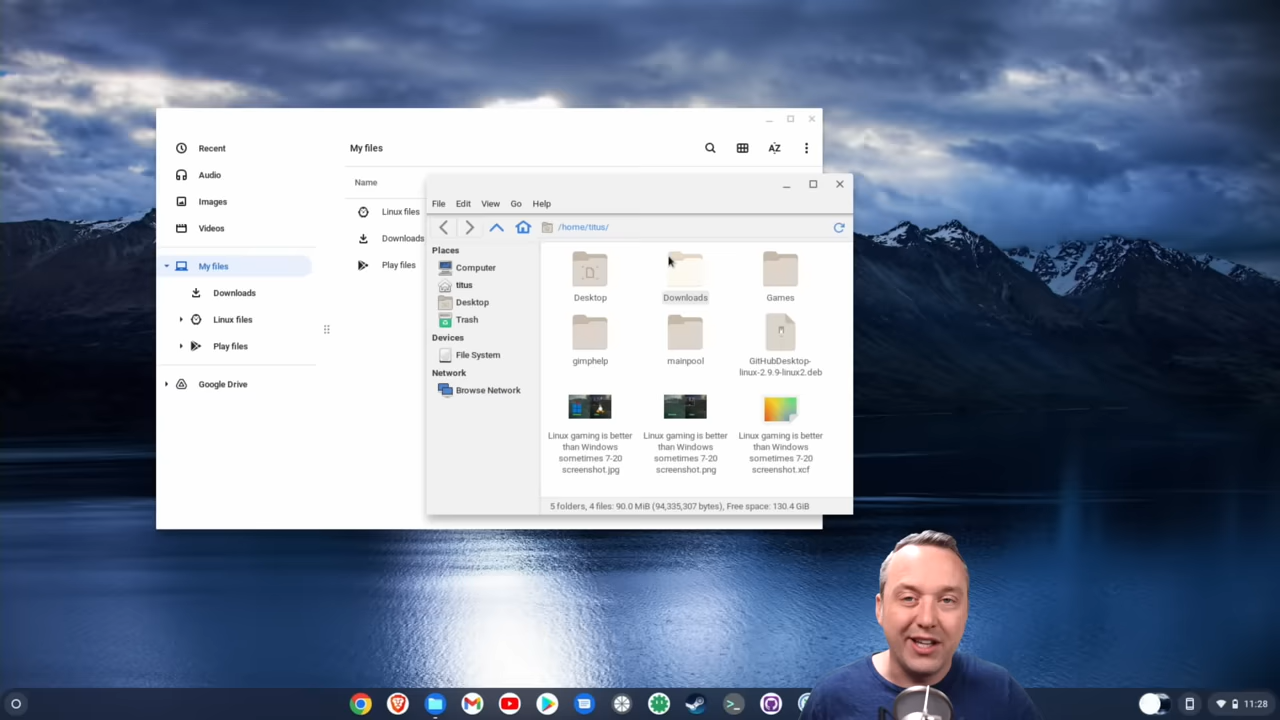 Recent
Audio
Images
Videos
My files
Downloads
Linux files
Play files
Google Drive
My files
AZ
Name
Linux files
Downloads
Play files
File Edit View Go Help
/home/titus/
Places
Computer
titus
Desktop
Trash
Devices
File System
Network
Browse Network
Desktop
Downloads
Games
gimphelp
mainpool
GitHubDesktop-
linux-2.9.9-linux2.deb
Linux gaming is better
than Windows
sometimes 7-20
screenshot.jpg
Linux gaming is better
than Windows
sometimes 7-20
screenshot.png
Linux gaming is better
than Windows
sometimes 7-20
screenshot.xcf
5 folders, 4 files: 90.0 MiB (94,335,307 bytes), Free space: 130.4 GiB
11:28